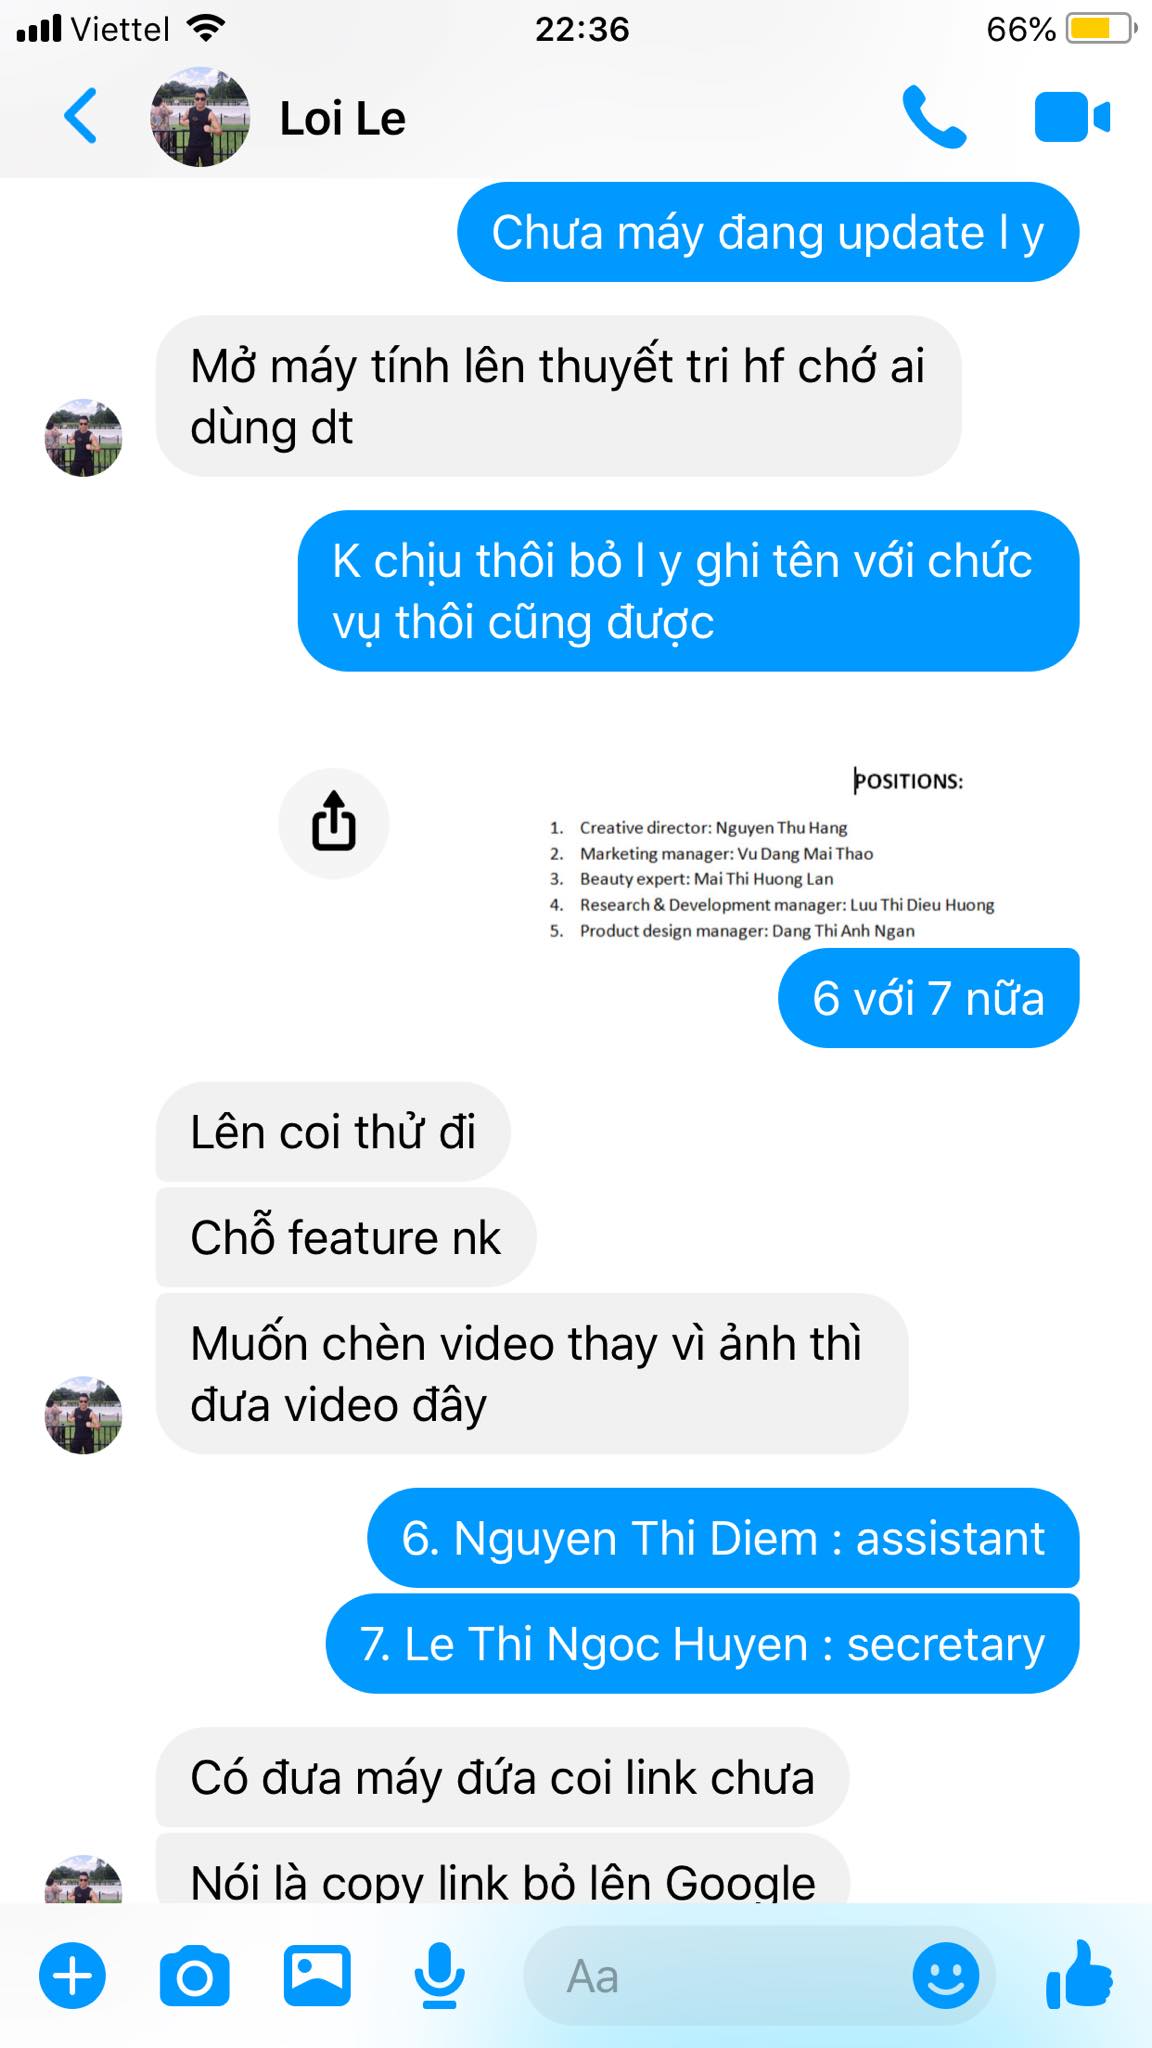 Viettel
22:36
66%
Loi Le
Chưa máy đang update l y
Mở máy tính lên thuyết tri hf chớ ai
dùng dt
K chịu thôi bỏ l y ghi tên với chức
vụ thôi cũng được
POSITIONS:
1. Creative director: Nguyen Thu Hang
2. Marketing manager: Vu Dang Mai Thao
3. Beauty expert: Mai Thi Huong Lan
4. Research & Development manager: Luu Thi Dieu Huong
5. Product design manager: Dang Thi Anh Ngan
6 với 7 nữa
Lên coi thử đi
Chỗ feature nk
Muốn chèn video thay vì ảnh thì
đưa video đây
6. Nguyen Thi Diem : assistant
7. Le Thi Ngoc Huyen : secretary
Có đưa máy đứa coi link chưa
Nói là copy link bỏ lên Google
Aa